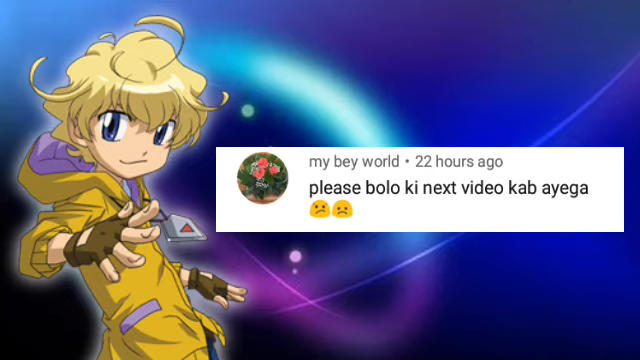 my bey world • 22 hours ago
please bolo ki next video kab ayega
😕☹️